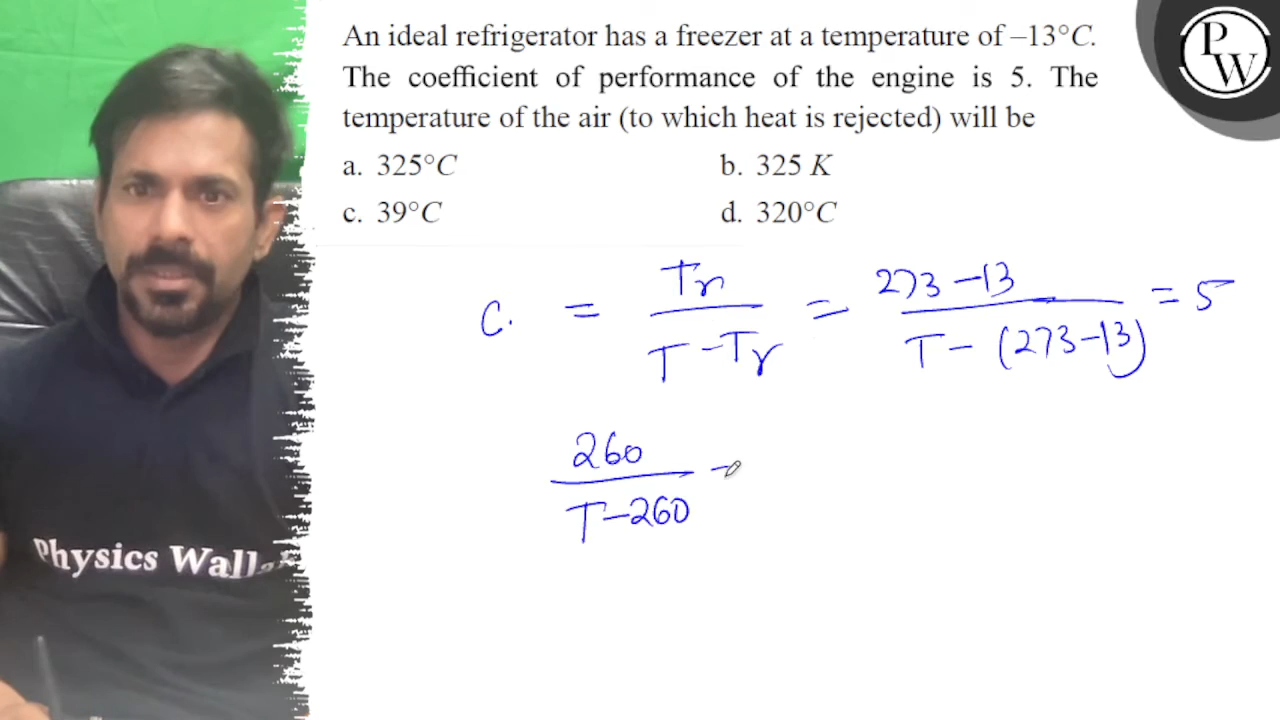 An ideal refrigerator has a freezer at a temperature of –13°C.
The coefficient of performance of the engine is 5. The
temperature of the air (to which heat is rejected) will be
a. 325°C b. 325 K
c. 39°C d. 320°C
PW
C. = Tr / T - Tr = 273 - 13 / T - (273 - 13) = 5
260 / T - 260 =
Physics Walla